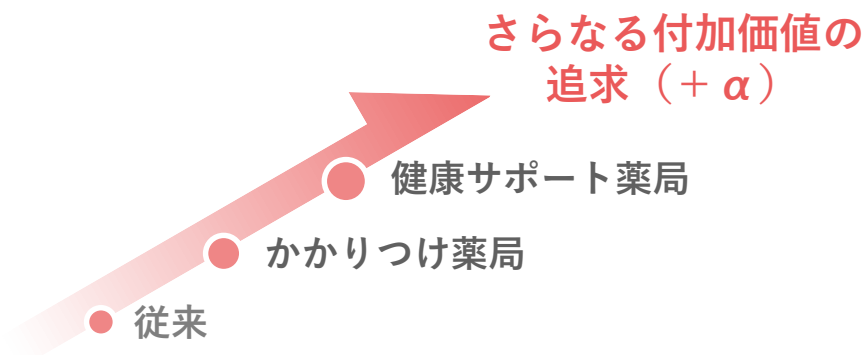 さらなる付加価値の
追求（＋α）
健康サポート薬局
かかりつけ薬局
従来